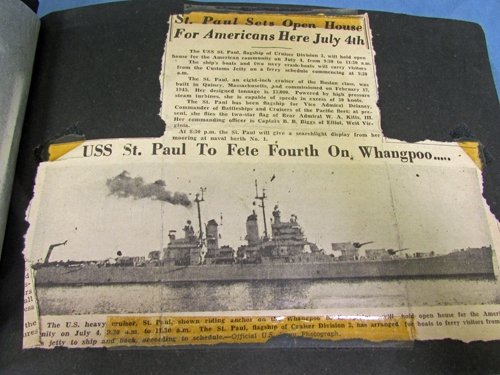 St. Paul Sets Open House
For Americans Here July 4th
The USS St. Paul, flagship of Cruiser Division 3, will hold open
house for the American community on July 4, from 9:30 to 11:30 a.m.
The ship's boats and two navy crash-boats will carry visitors
from the Customs Jetty on a ferry schedule commencing at 9:30
a.m.
The St. Paul, an eight-inch cruiser of the Boston class, was
built in Quincy, Massachusetts, and commissioned on February 17,
1945. Her designed tonnage is 13,000. Powered by high pressure
steam turbines, she is capable of speeds in excess of 30 knots.
The St. Paul has been flagship for Vice Admiral Delaney,
Commander of Battleships and Cruisers of the Pacific fleet; at pre-
sent, she flies the two-star flag of Rear Admiral W. A. Kitts, III.
Her commanding officer is Captain B. B. Biggs of Elliot, West Vir-
ginia.
At 8:30 p.m. the St. Paul will give a searchlight display from her
mooring at naval berth No. 1.
USS St. Paul To Fete Fourth On Whangpoo.....
The U.S. heavy cruiser, St. Paul, shown riding anchor on the Whangpoo will hold open house for the Amer
nity on July 4, 9:30 a.m. to 11:30 a.m. The St. Paul, flagship of Cruiser Division 3, has arranged for boats to ferry visitors from
s jetty to ship and back, according to schedule.—Official U.S. Photograph.